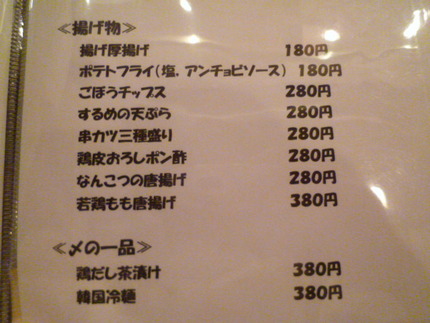 ≪揚げ物≫
揚げ厚揚げ 180円
ポテトフライ(塩, アンチョビソース) 180円
ごぼうチップス 280円
するめの天ぷら 280円
串カツ三種盛り 280円
鶏皮おろしポン酢 280円
なんこつの唐揚げ 280円
若鶏もも唐揚げ 380円
≪〆の一品≫
鶏だし茶漬け 380円
韓国冷麺 380円